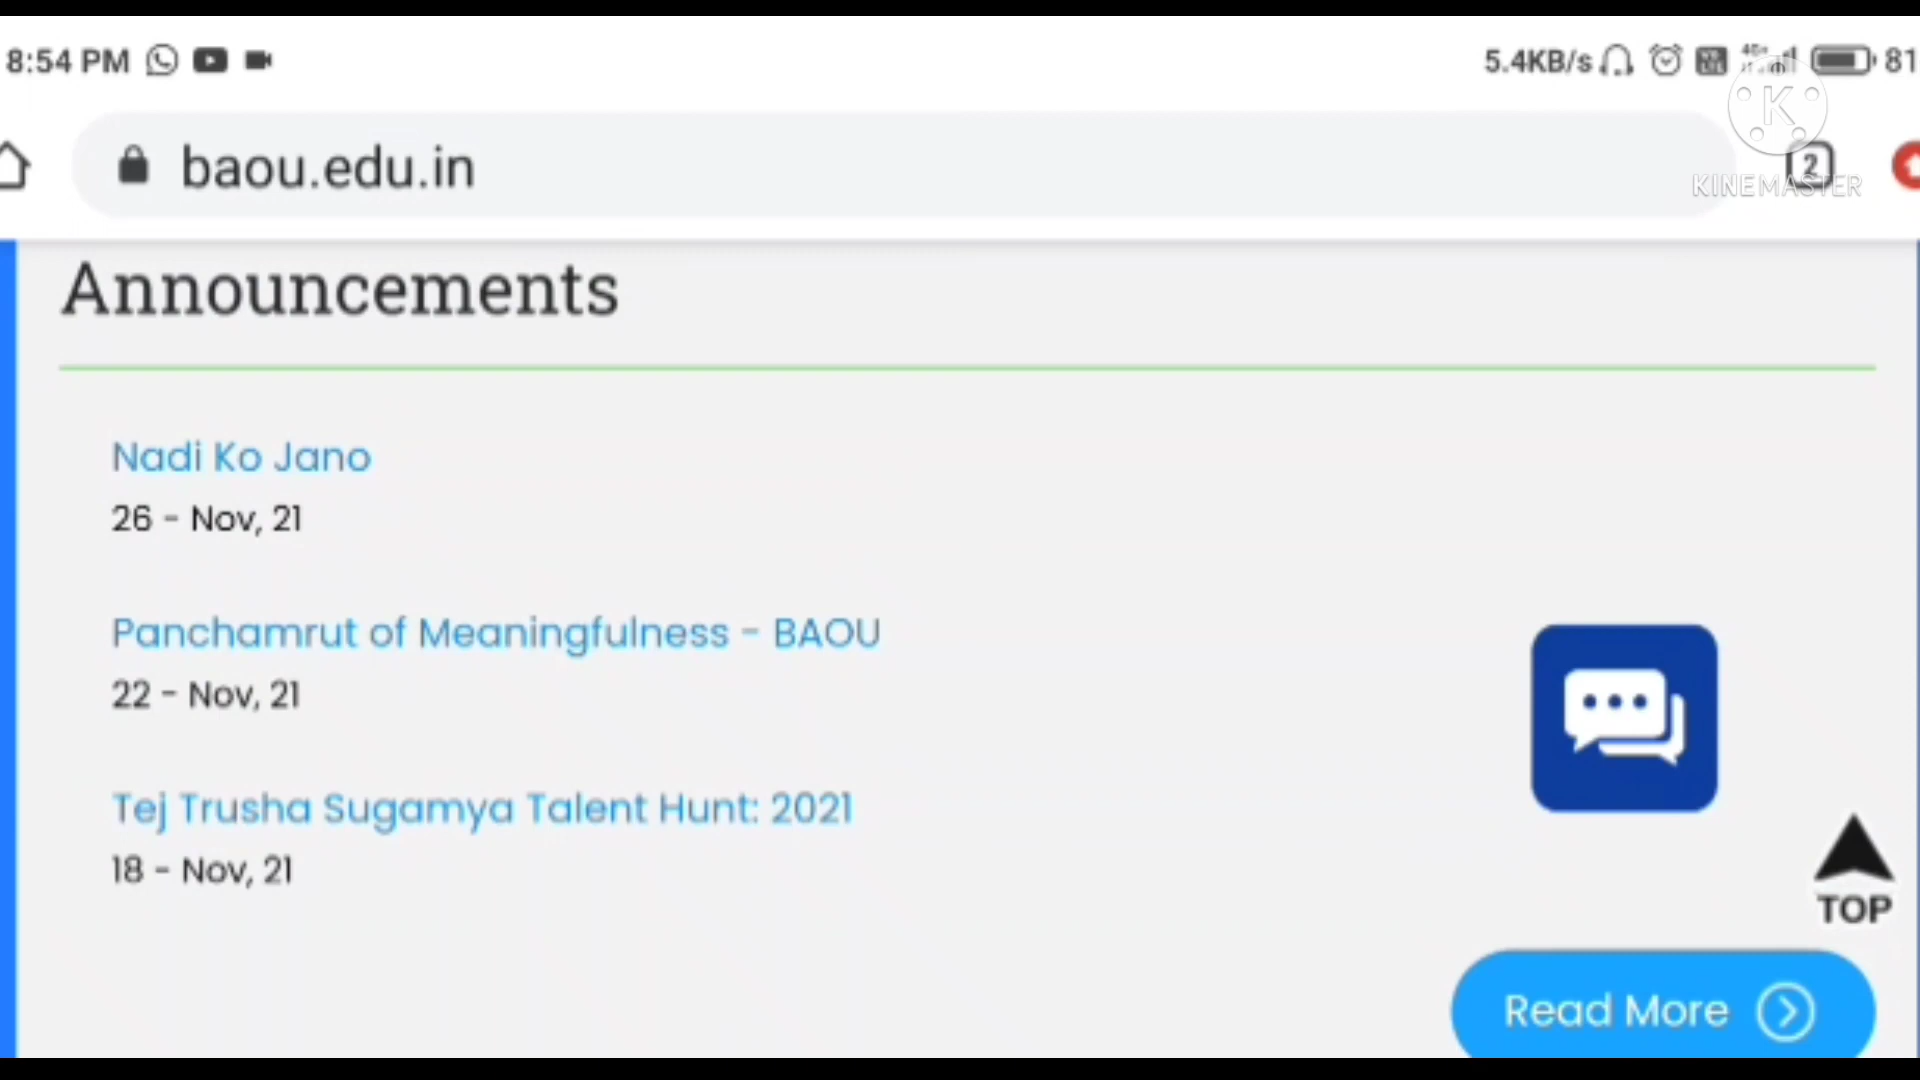 8:54 PM
5.4KB/s
81
baou.edu.in
2
K
KINEMASTER
Announcements
Nadi Ko Jano
26 - Nov, 21
Panchamrut of Meaningfulness - BAOU
22 - Nov, 21
Tej Trusha Sugamya Talent Hunt: 2021
18 - Nov, 21
TOP
Read More